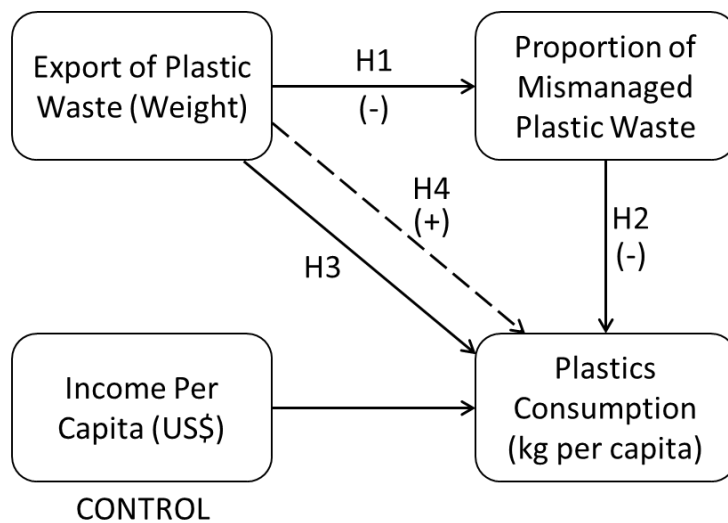 Export of Plastic
Waste (Weight)
H1
(-)
Proportion of
Mismanaged
Plastic Waste
H4
(+)
H3
H2
(-)
Income Per
Capita (US$)
CONTROL
Plastics
Consumption
(kg per capita)